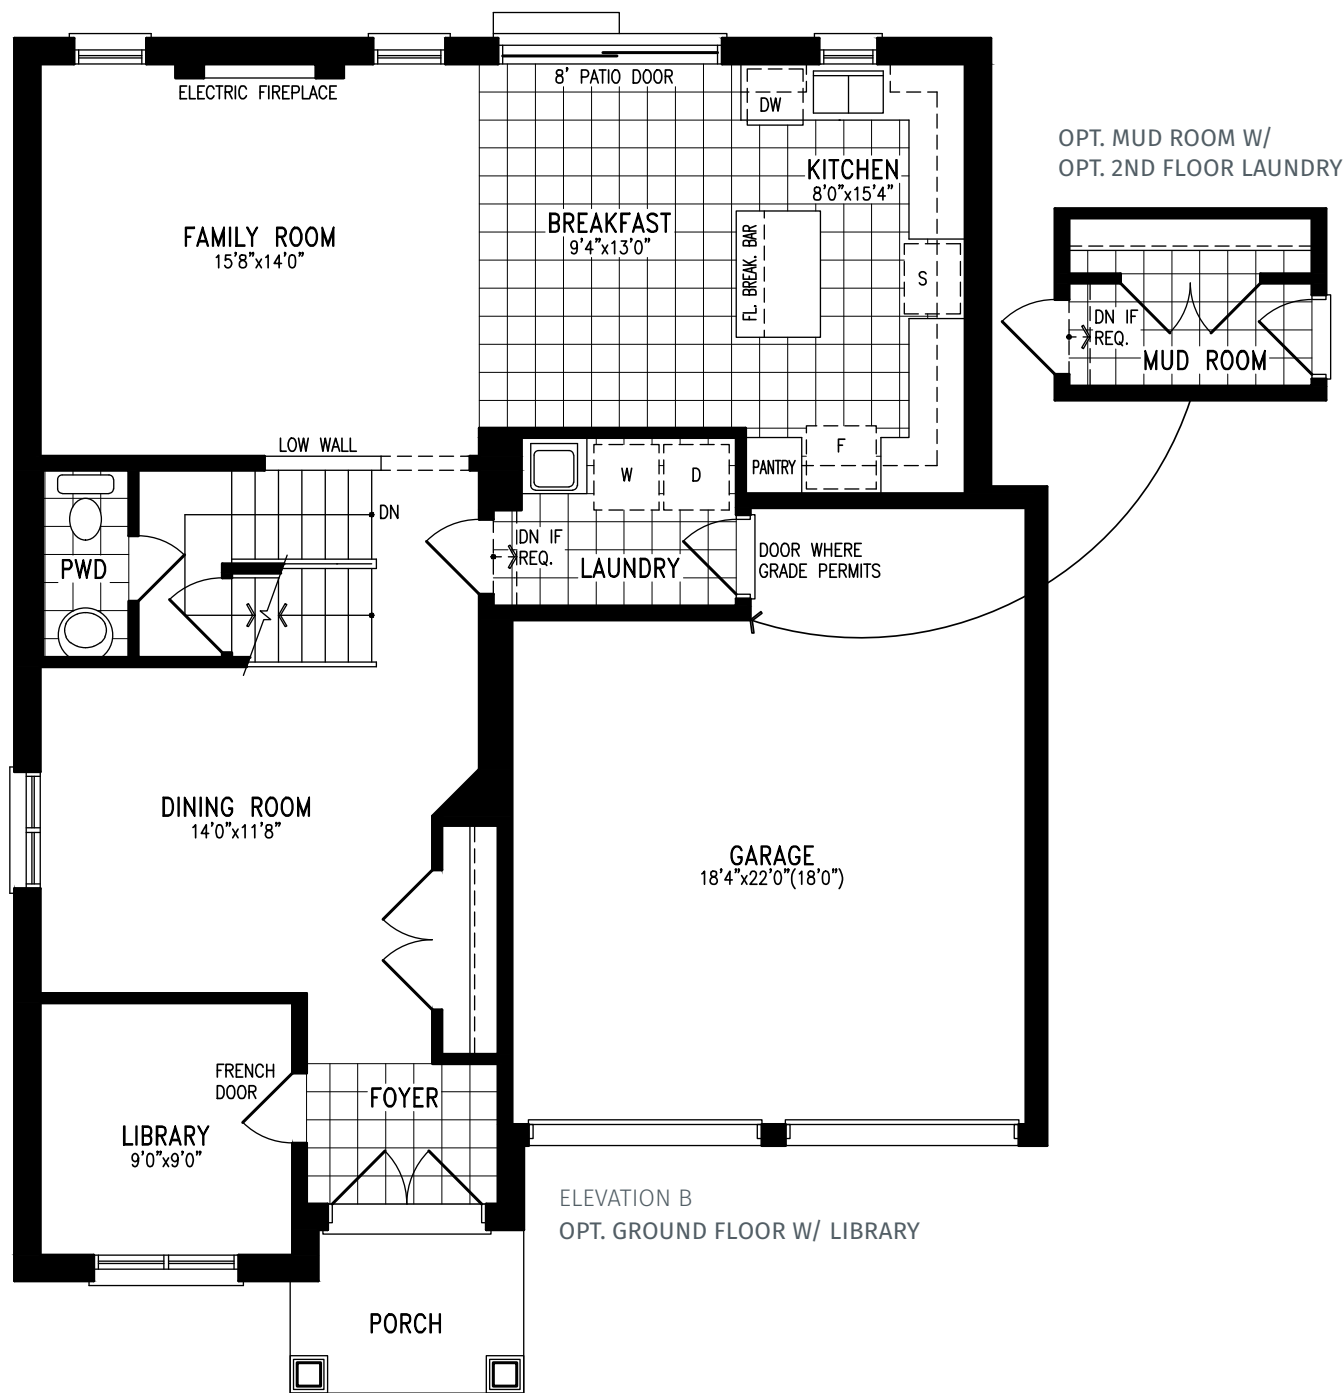 8' PATIO DOOR
ELECTRIC FIREPLACE
DW
OPT. MUD ROOM W/
OPT. 2ND FLOOR LAUNDRY
KITCHEN
8'0"x15'4"
FAMILY ROOM
15'8"x14'0"
BREAKFAST
9'4"x13'0"
FL. BREAK. BAR
S
DN IF
REQ.
MUD ROOM
LOW WALL
F
PANTRY
W
D
DN
PWD
DN IF
REQ.
LAUNDRY
DOOR WHERE
GRADE PERMITS
DINING ROOM
14'0"x11'8"
GARAGE
18'4"x22'0"(18'0")
FRENCH
DOOR
FOYER
LIBRARY
9'0"x9'0"
ELEVATION B
OPT. GROUND FLOOR W/ LIBRARY
PORCH